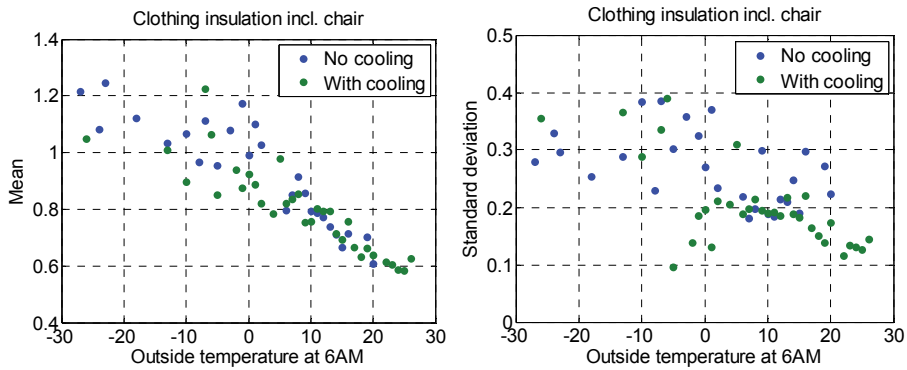 Clothing insulation incl. chair
1.4
1.2
1
0.8
0.6
0.4
Mean
No cooling
With cooling
-30 -20 -10 0 10 20 30
Outside temperature at 6AM
Clothing insulation incl. chair
0.5
0.4
0.3
0.2
0.1
0
Standard deviation
No cooling
With cooling
-30 -20 -10 0 10 20 30
Outside temperature at 6AM